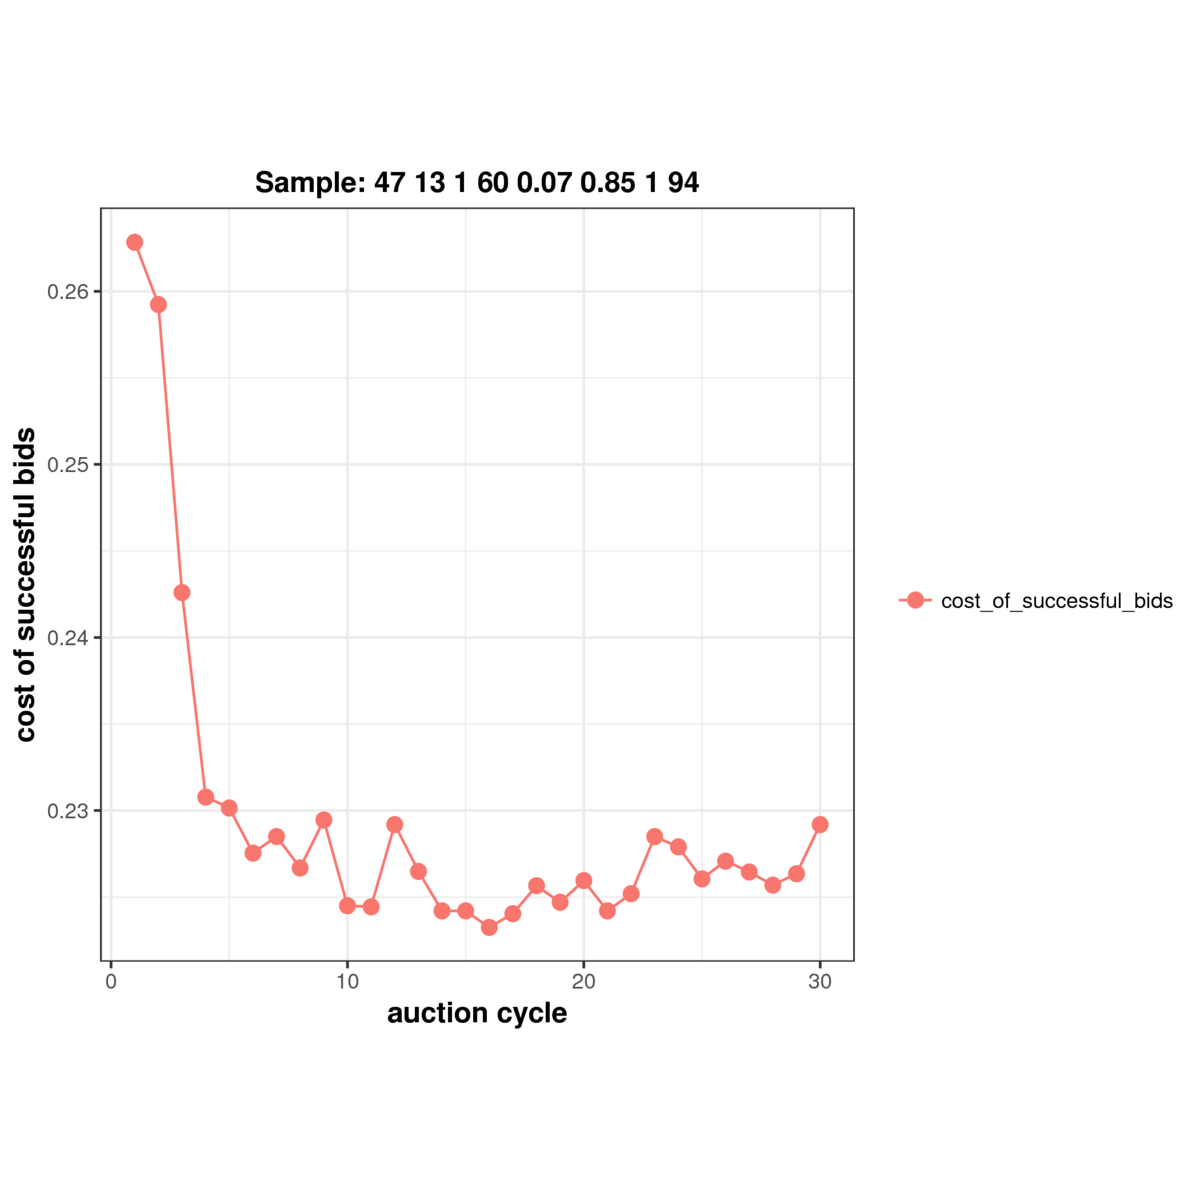 Sample: 47 13 1 60 0.07 0.85 1 94
cost of successful bids
0.26
0.25
0.24
0.23
0
10
20
30
auction cycle
cost_of_successful_bids